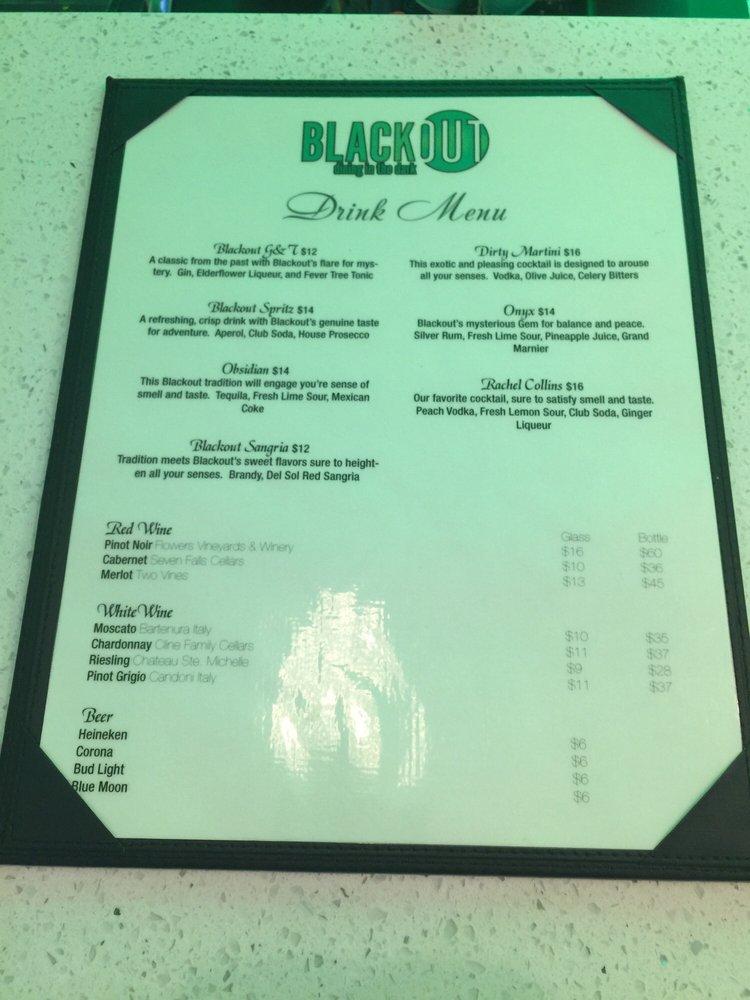 BLACKOUT
dining in the dark
Drink Menu
Blackout G&T $12
A classic from the past with Blackout's flare for mys-
tery. Gin, Elderflower Liqueur, and Fever Tree Tonic
Blackout Spritz $14
A refreshing, crisp drink with Blackout's genuine taste
for adventure. Aperol, Club Soda, House Prosecco
Obsidian $14
This Blackout tradition will engage you're sense of
smell and taste. Tequila, Fresh Lime Sour, Mexican
Coke
Blackout Sangria $12
Tradition meets Blackout's sweet flavors sure to height-
en all your senses. Brandy, Del Sol Red Sangria
Dirty Martini $16
This exotic and pleasing cocktail is designed to arouse
all your senses. Vodka, Olive Juice, Celery Bitters
Onyx $14
Blackout's mysterious Gem for balance and peace.
Silver Rum, Fresh Lime Sour, Pineapple Juice, Grand
Marnier
Rachel Collins $16
Our favorite cocktail, sure to satisfy smell and taste.
Peach Vodka, Fresh Lemon Sour, Club Soda, Ginger
Liqueur
Red Wine Glass Bottle
Pinot Noir Flowers Vineyards & Winery $16 $60
Cabernet Seven Falls Cellars $10 $36
Merlot Two Vines $13 $45
White Wine
Moscato Bartenura Italy $10 $35
Chardonnay Cline Family Cellars $11 $37
Riesling Chateau Ste. Michelle $9 $28
Pinot Grigio Candoni Italy $11 $37
Beer
Heineken $6
Corona $6
Bud Light $6
Blue Moon $6